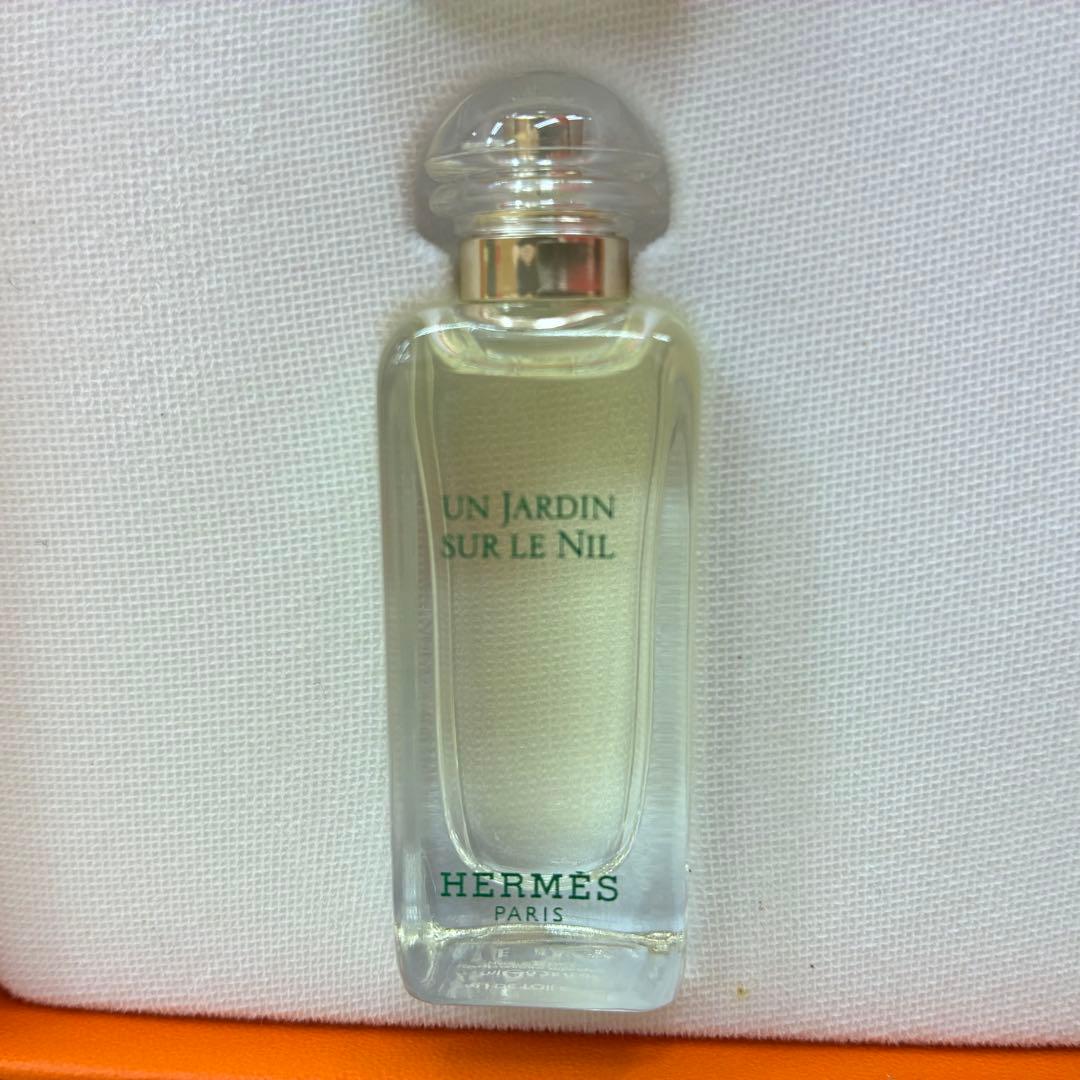 UN JARDIN
SUR LE NIL
HERMÈS
PARIS